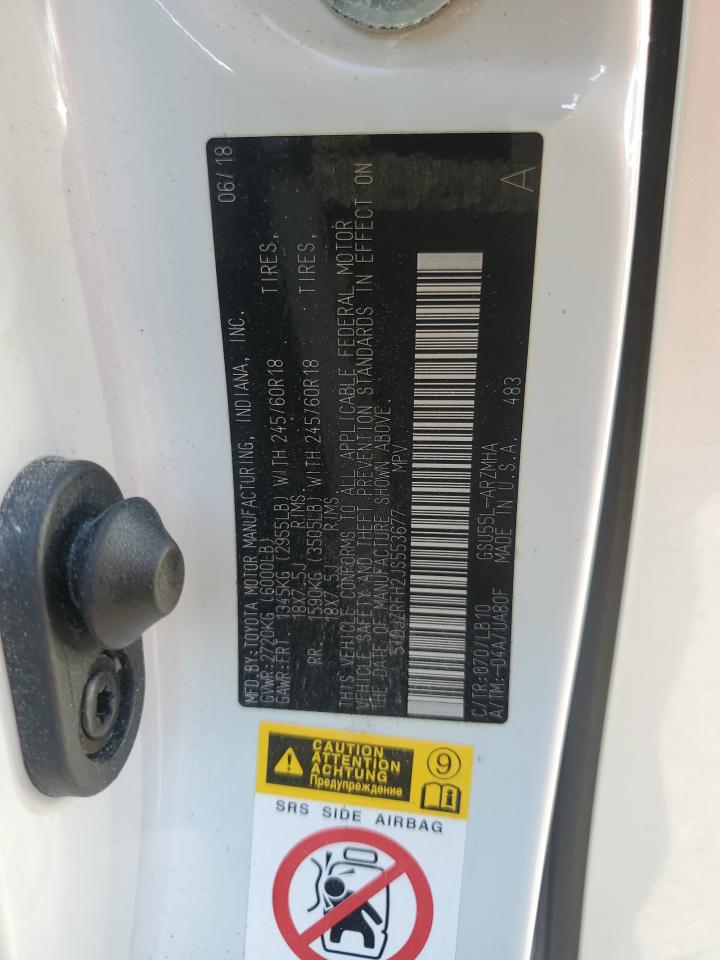 MFD.BY:TOYOTA MOTOR MANUFACTURING, INDIANA, INC. 06/18
GVWR:2720KG (6000LB)
GAWR:FRT. 1345KG (2955LB) WITH 245/60R18 TIRES,
18X7.5J RIMS
RR. 1590KG (3505LB) WITH 245/60R18 TIRES,
18X7.5J RIMS
THIS VEHICLE CONFORMS TO ALL APPLICABLE FEDERAL MOTOR
VEHICLE SAFETY AND THEFT PREVENTION STANDARDS IN EFFECT ON
THE DATE OF MANUFACTURE SHOWN ABOVE.
MPV
C/TR:070/LB10 GSU55L-ARZMHA A
A/TM:-04A/UA80F MADE IN U.S.A. 483
CAUTION
ATTENTION
ACHTUNG
Предупреждение
9
SRS SIDE AIRBAG